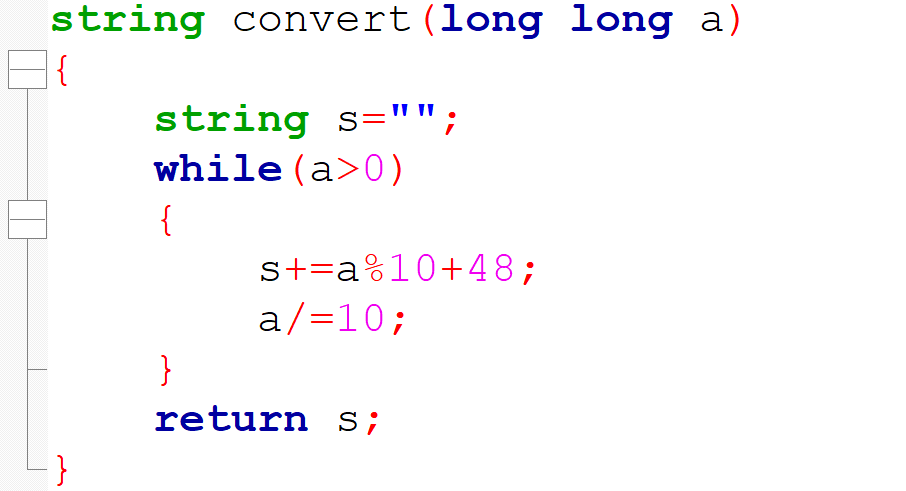 string convert(long long a)
{
string s="";
while(a>0)
{
s+=a%10+48;
a/=10;
}
return s;
}